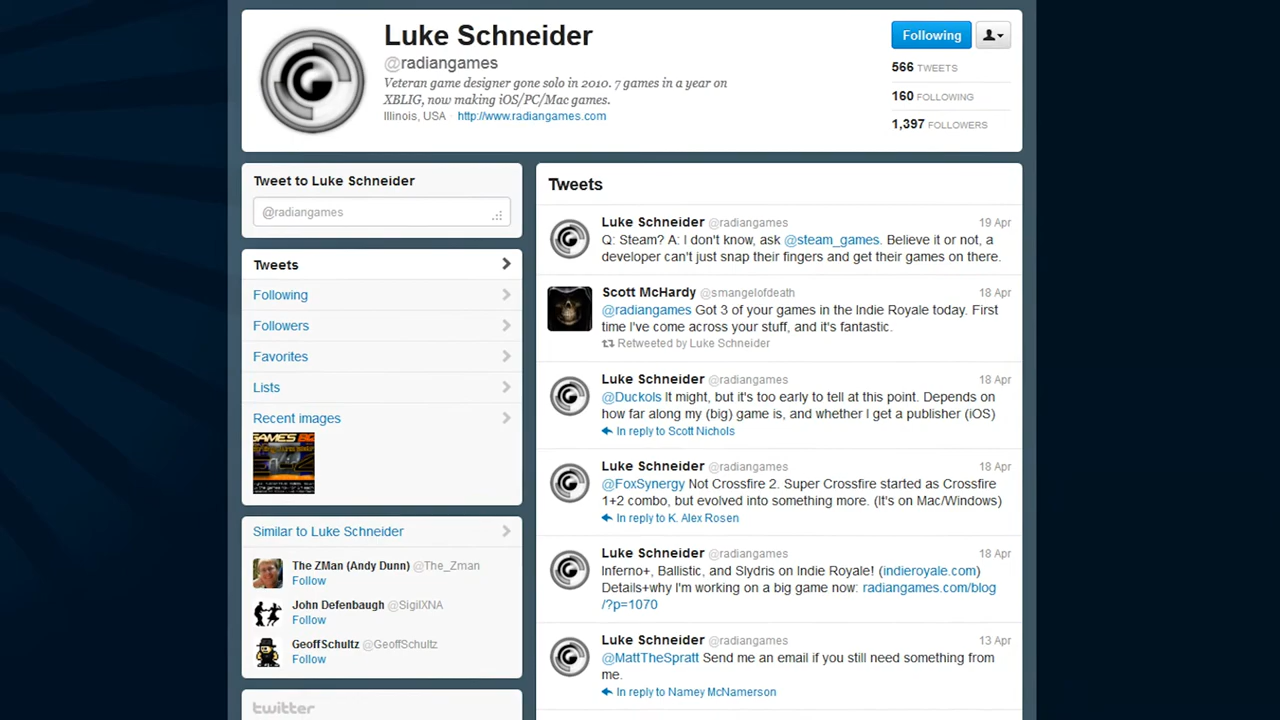 Luke Schneider
@radiangames
Veteran game designer gone solo in 2010. 7 games in a year on
XBLIG, now making iOS/PC/Mac games.
Illinois, USA · http://www.radiangames.com
Following
566 TWEETS
160 FOLLOWING
1,397 FOLLOWERS
Tweet to Luke Schneider
@radiangames
Tweets
Following
Followers
Favorites
Lists
Recent images
Similar to Luke Schneider
The ZMan (Andy Dunn) @The_Zman
Follow
John Defenbaugh @SigilXNA
Follow
GeoffSchultz @GeoffSchultz
Follow
twitter
Tweets
Luke Schneider @radiangames 19 Apr
Q: Steam? A: I don't know, ask @steam_games. Believe it or not, a
developer can't just snap their fingers and get their games on there.
Scott McHardy @smangelofdeath 18 Apr
@radiangames Got 3 of your games in the Indie Royale today. First
time I've come across your stuff, and it's fantastic.
Retweeted by Luke Schneider
Luke Schneider @radiangames 18 Apr
@Duckols It might, but it's too early to tell at this point. Depends on
how far along my (big) game is, and whether I get a publisher (iOS)
In reply to Scott Nichols
Luke Schneider @radiangames 18 Apr
@FoxSynergy Not Crossfire 2. Super Crossfire started as Crossfire
1+2 combo, but evolved into something more. (It's on Mac/Windows)
In reply to K. Alex Rosen
Luke Schneider @radiangames 18 Apr
Inferno+, Ballistic, and Slydris on Indie Royale! (indieroyale.com)
Details+why I'm working on a big game now: radiangames.com/blog
/?p=1070
Luke Schneider @radiangames 13 Apr
@MattTheSpratt Send me an email if you still need something from
me.
In reply to Namey McNamerson